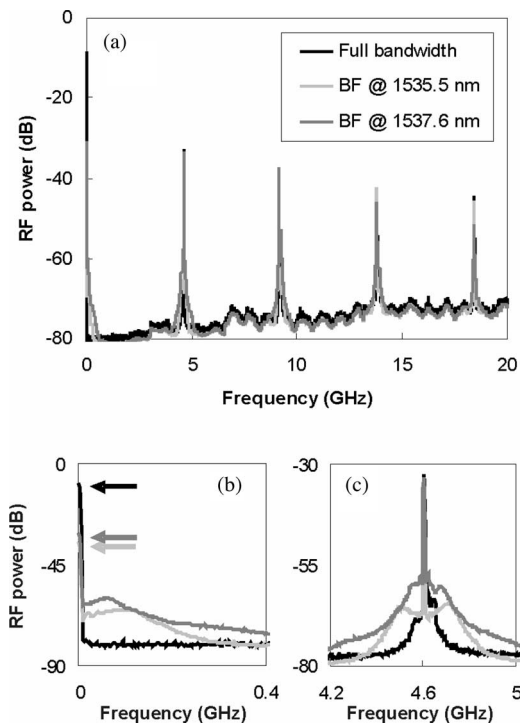 (a)
Full bandwidth
BF @ 1535.5 nm
BF @ 1537.6 nm
RF power (dB)
0
-20
-40
-60
-80
0 5 10 15 20
Frequency (GHz)
(b)
RF power (dB)
0
-45
-90
0 0.4
Frequency (GHz)
(c)
-30
-55
-80
4.2 4.6 5
Frequency (GHz)